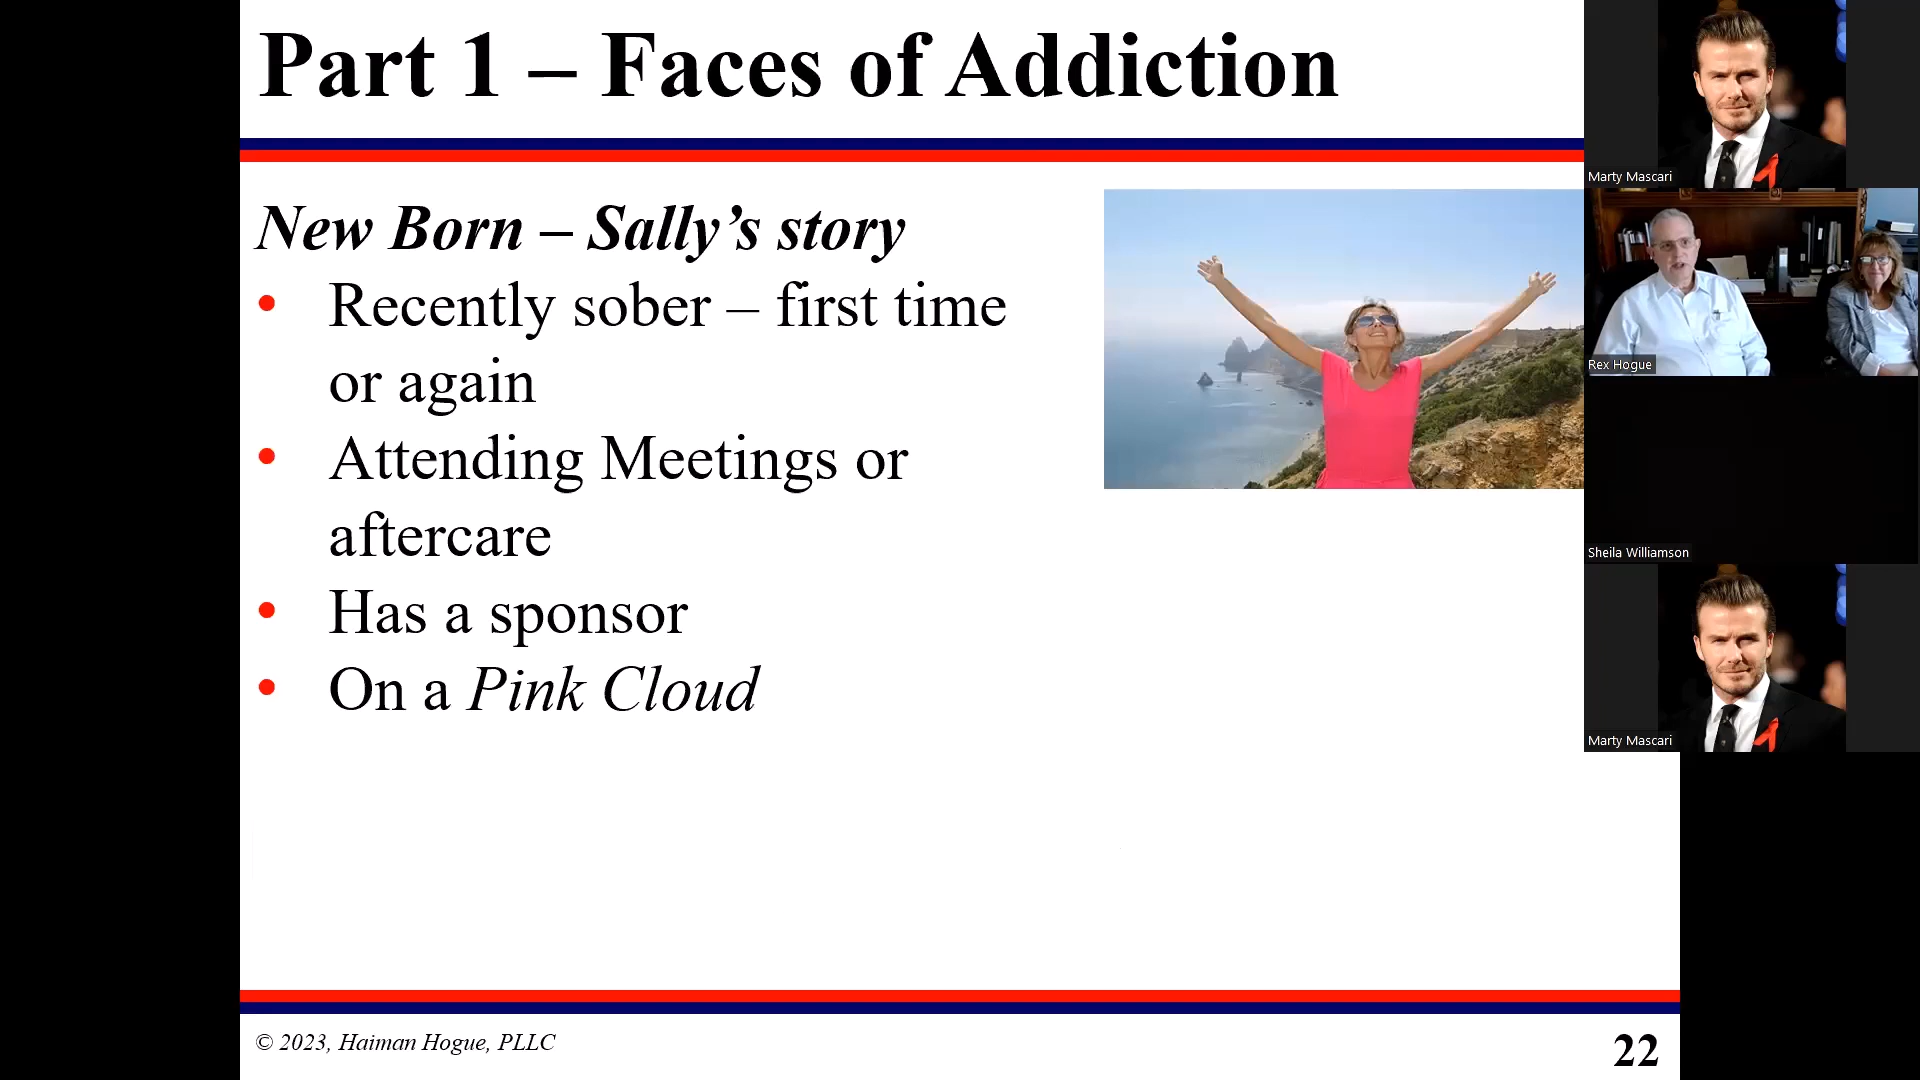 Part 1 – Faces of Addiction
New Born – Sally’s story
• Recently sober – first time
or again
• Attending Meetings or
aftercare
• Has a sponsor
• On a Pink Cloud
© 2023, Haiman Hogue, PLLC
22
Marty Mascari
Rex Hogue
Sheila Williamson
Marty Mascari